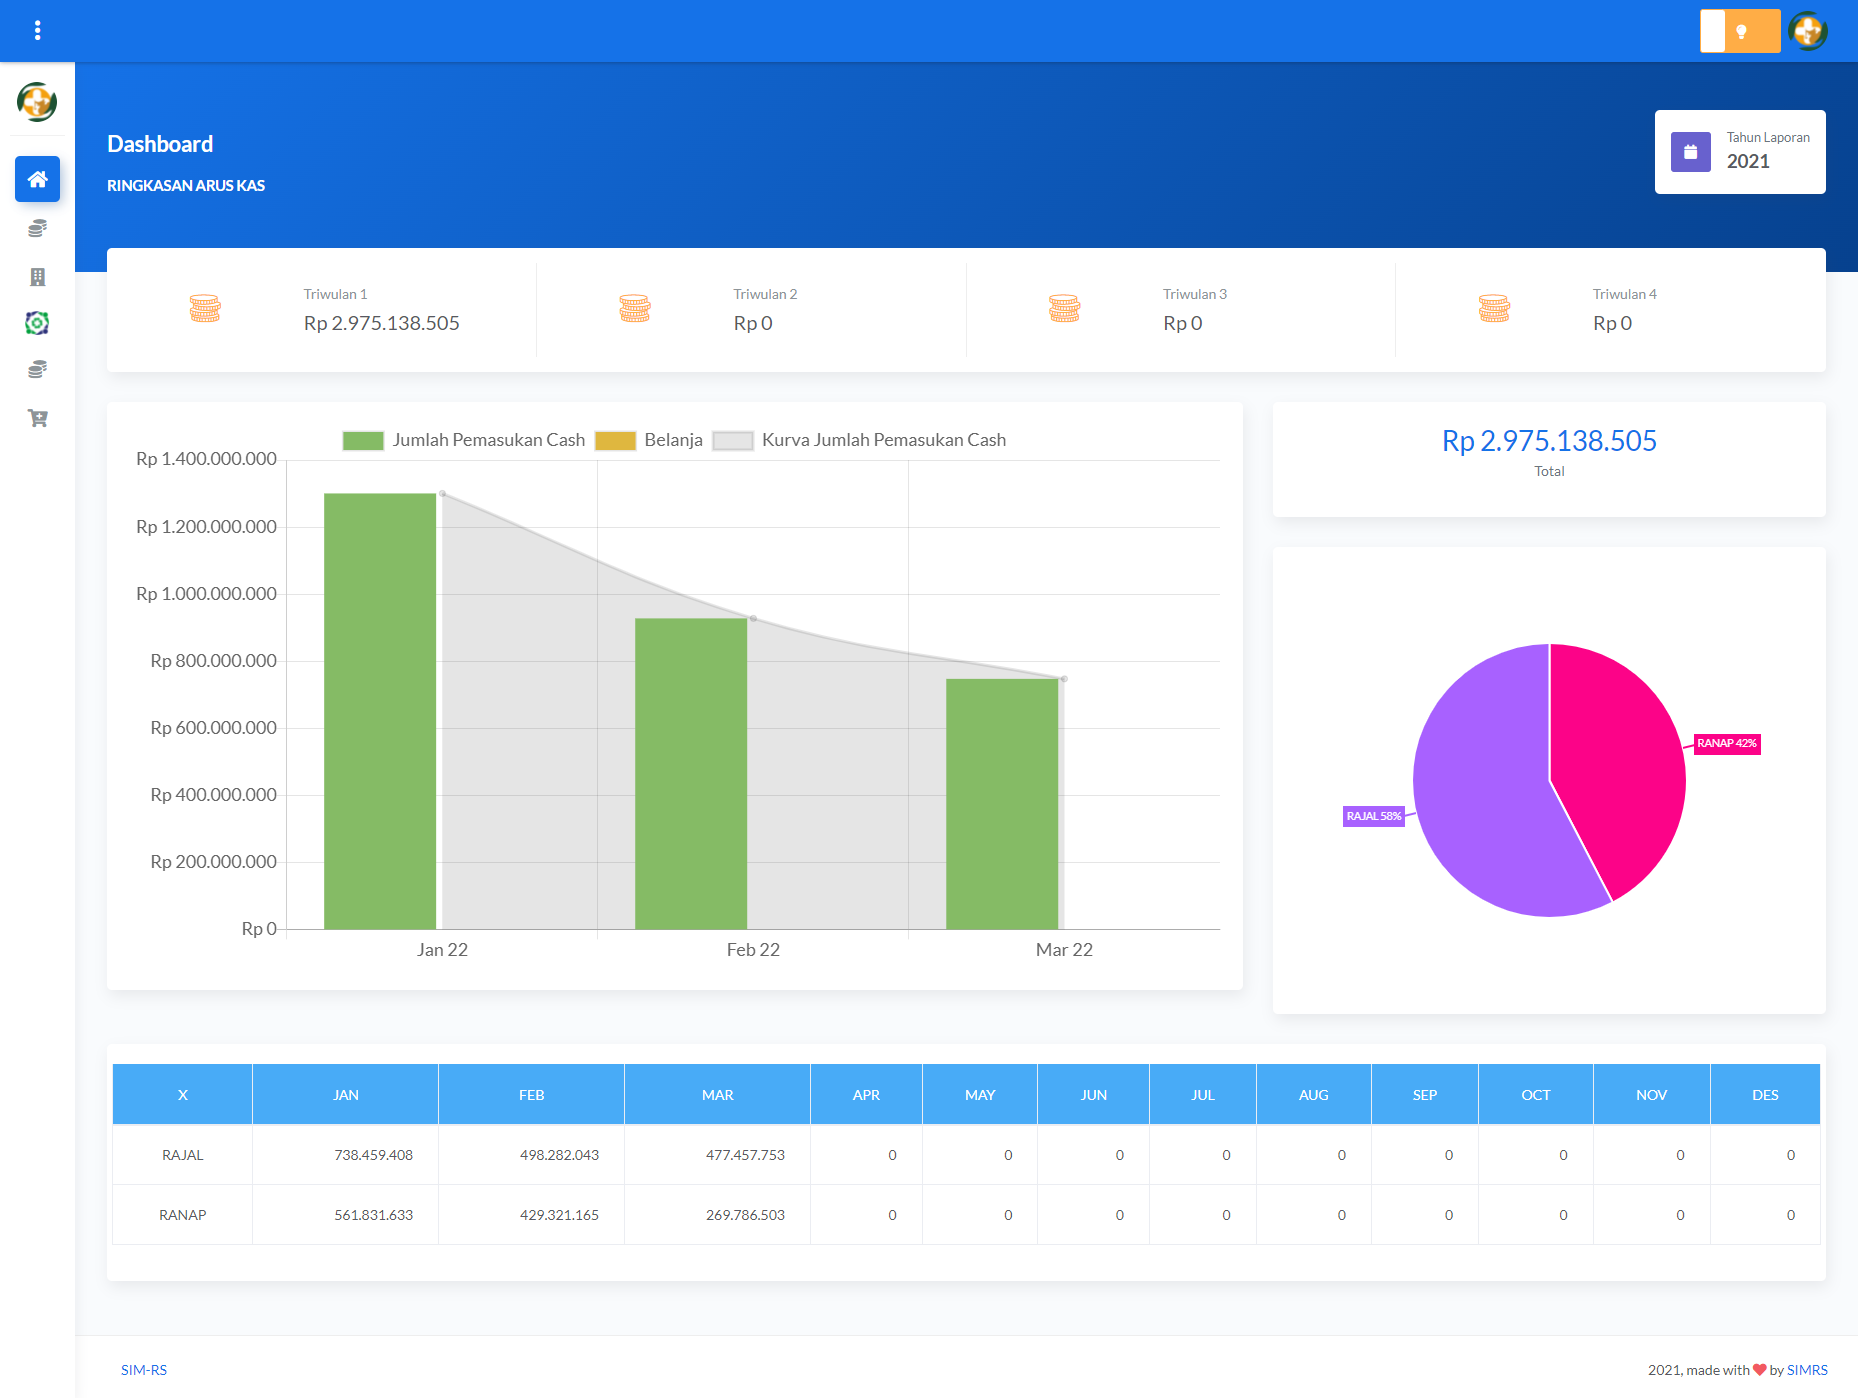 Dashboard
RINGKASAN ARUS KAS
Tahun Laporan
2021
Triwulan 1
Rp 2.975.138.505
Triwulan 2
Rp 0
Triwulan 3
Rp 0
Triwulan 4
Rp 0
Jumlah Pemasukan Cash Belanja Kurva Jumlah Pemasukan Cash
Rp 1.400.000.000
Rp 1.200.000.000
Rp 1.000.000.000
Rp 800.000.000
Rp 600.000.000
Rp 400.000.000
Rp 200.000.000
Rp 0
Jan 22 Feb 22 Mar 22
Rp 2.975.138.505
Total
RANAP 42%
RAJAL 58%
X JAN FEB MAR APR MAY JUN JUL AUG SEP OCT NOV DES
RAJAL 738.459.408 498.282.043 477.457.753 0 0 0 0 0 0 0 0 0
RANAP 561.831.633 429.321.165 269.786.503 0 0 0 0 0 0 0 0 0
SIM-RS
2021, made with ❤ by SIMRS